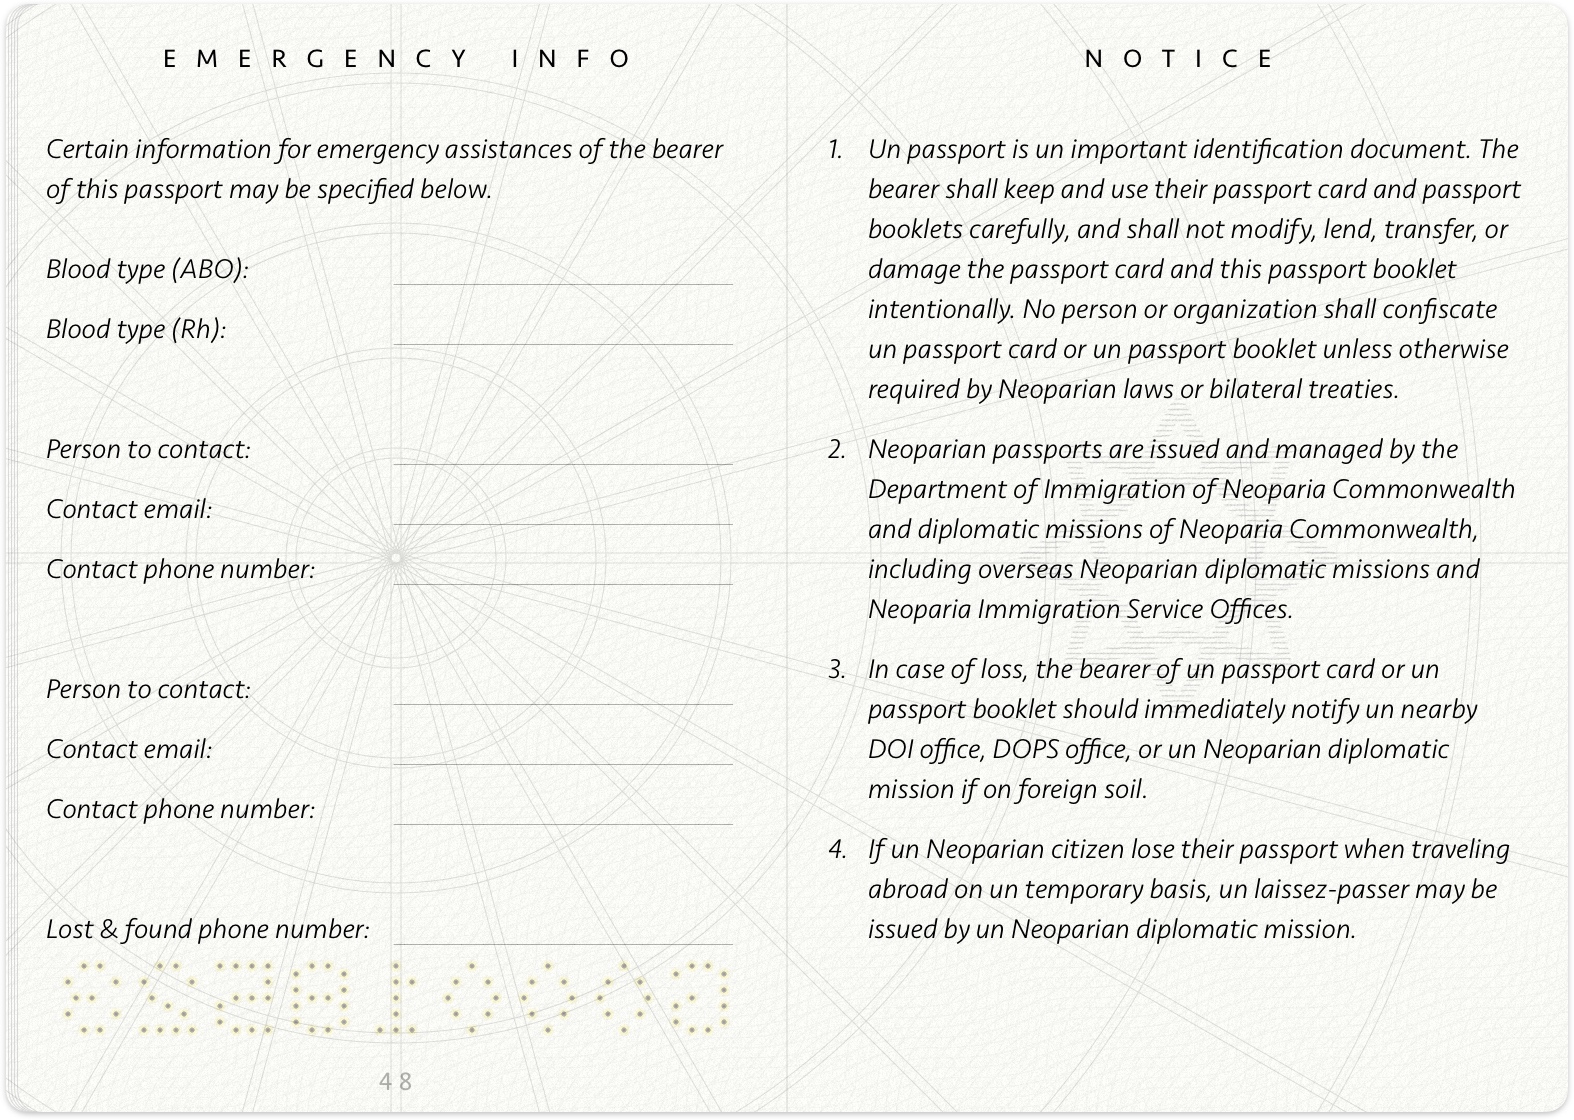 EMERGENCY INFO
Certain information for emergency assistances of the bearer
of this passport may be specified below.
Blood type (ABO):
Blood type (Rh):
Person to contact:
Contact email:
Contact phone number:
Person to contact:
Contact email:
Contact phone number:
Lost & found phone number:
48
NOTICE
1. Un passport is un important identification document. The
bearer shall keep and use their passport card and passport
booklets carefully, and shall not modify, lend, transfer, or
damage the passport card and this passport booklet
intentionally. No person or organization shall confiscate
un passport card or un passport booklet unless otherwise
required by Neoparian laws or bilateral treaties.
2. Neoparian passports are issued and managed by the
Department of Immigration of Neoparia Commonwealth
and diplomatic missions of Neoparia Commonwealth,
including overseas Neoparian diplomatic missions and
Neoparia Immigration Service Offices.
3. In case of loss, the bearer of un passport card or un
passport booklet should immediately notify un nearby
DOI office, DOPS office, or un Neoparian diplomatic
mission if on foreign soil.
4. If un Neoparian citizen lose their passport when traveling
abroad on un temporary basis, un laissez-passer may be
issued by un Neoparian diplomatic mission.